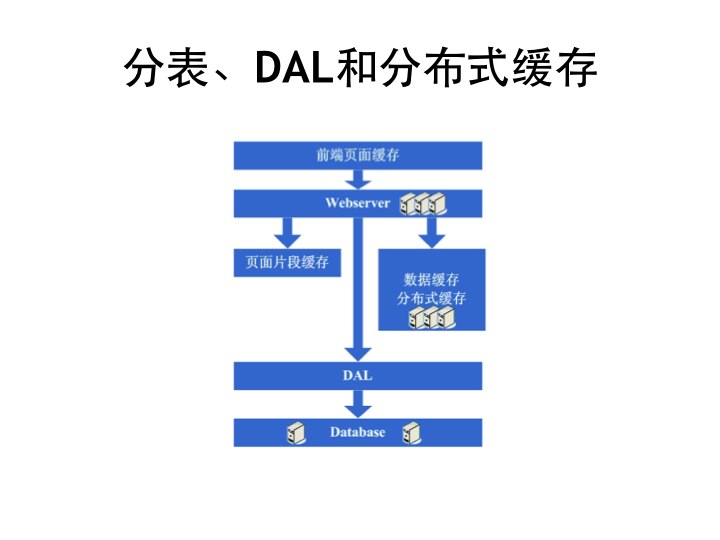 分表、DAL和分布式缓存
前端页面缓存
Webserver
页面片段缓存
数据缓存
分布式缓存
DAL
Database